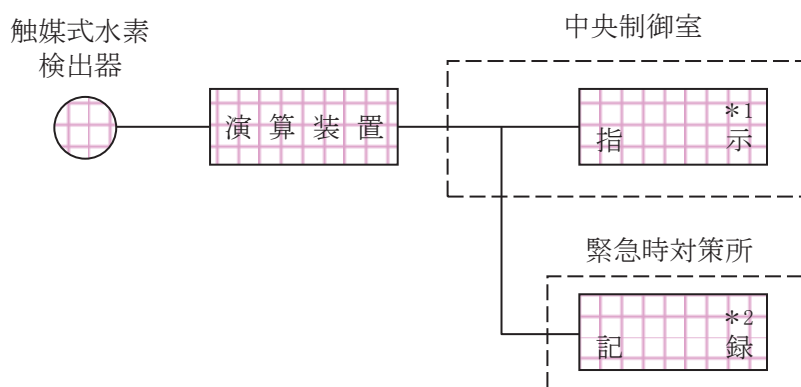 触媒式水素
検出器
中央制御室
演算装置
*1
指示
緊急時対策所
*2
記録